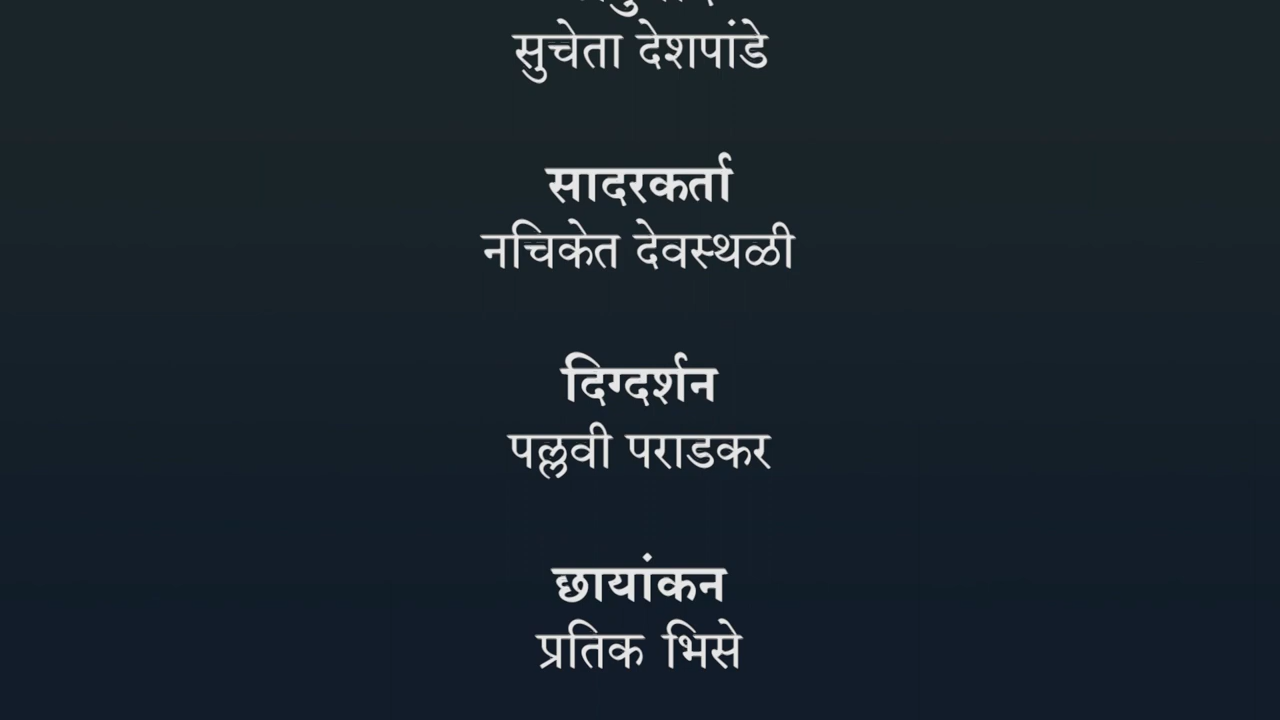 सुचेता देशपांडे
सादरकर्ता
नचिकेत देवस्थळी
दिग्दर्शन
पल्लवी पराडकर
छायांकन
प्रतिक भिसे